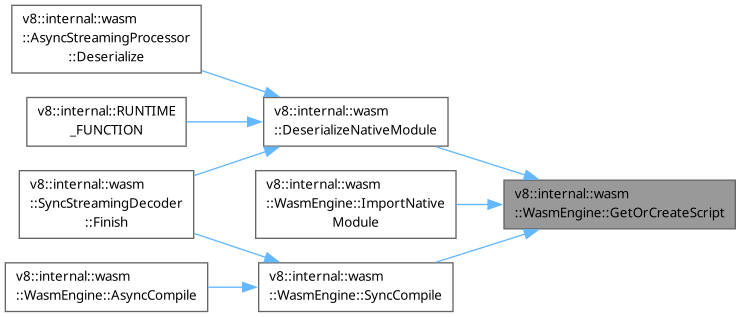 v8::internal::wasm
::AsyncStreamingProcessor
::Deserialize
v8::internal::RUNTIME
_FUNCTION
v8::internal::wasm
::DeserializeNativeModule
v8::internal::wasm
::SyncStreamingDecoder
::Finish
v8::internal::wasm
::WasmEngine::ImportNative
Module
v8::internal::wasm
::WasmEngine::GetOrCreateScript
v8::internal::wasm
::WasmEngine::AsyncCompile
v8::internal::wasm
::WasmEngine::SyncCompile